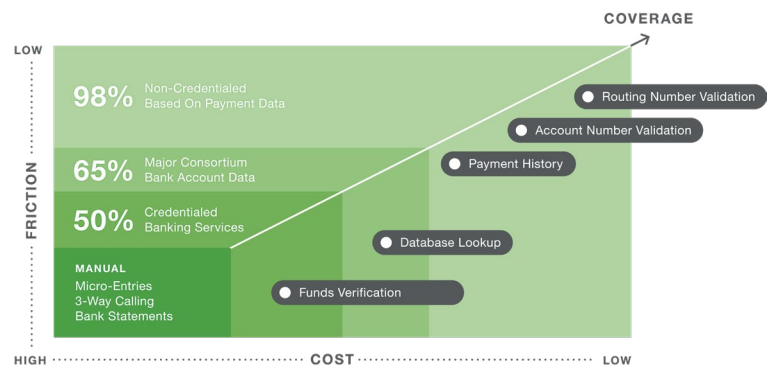 COVERAGE
LOW
98%
Non-Credentialed
Based On Payment Data
Routing Number Validation
Account Number Validation
65%
Major Consortium
Bank Account Data
Payment History
FRICTION
50%
Credentialed
Banking Services
Database Lookup
MANUAL
Micro-Entries
3-Way Calling
Bank Statements
Funds Verification
HIGH
COST
LOW